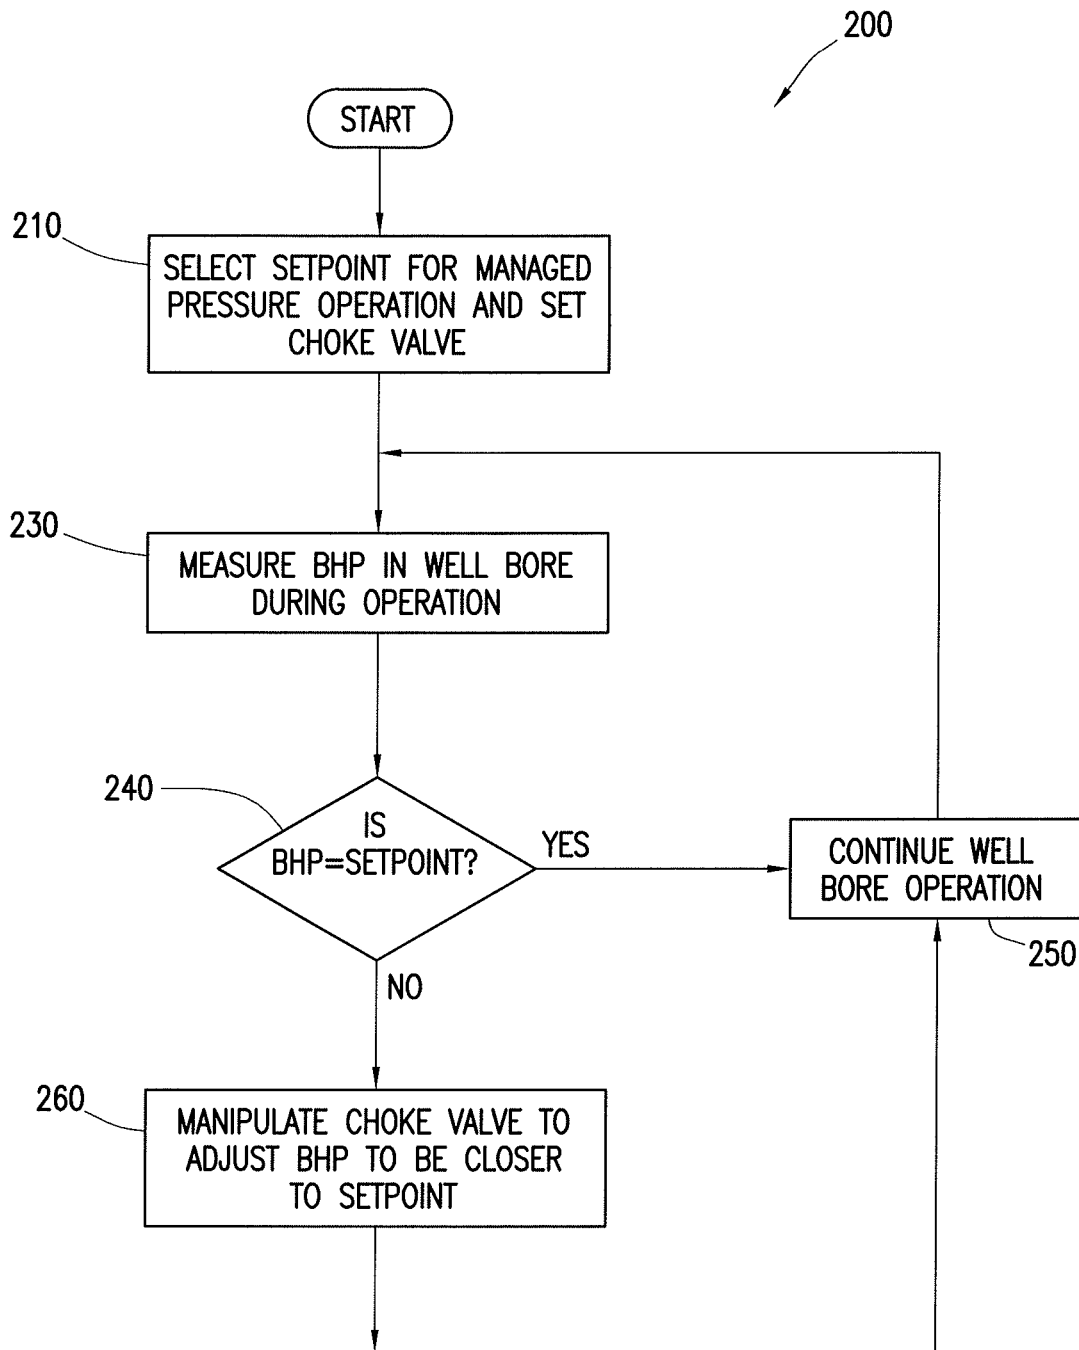 200
START
210
SELECT SETPOINT FOR MANAGED
PRESSURE OPERATION AND SET
CHOKE VALVE
230
MEASURE BHP IN WELL BORE
DURING OPERATION
240
IS
BHP=SETPOINT?
YES
CONTINUE WELL
BORE OPERATION
250
NO
260
MANIPULATE CHOKE VALVE TO
ADJUST BHP TO BE CLOSER
TO SETPOINT